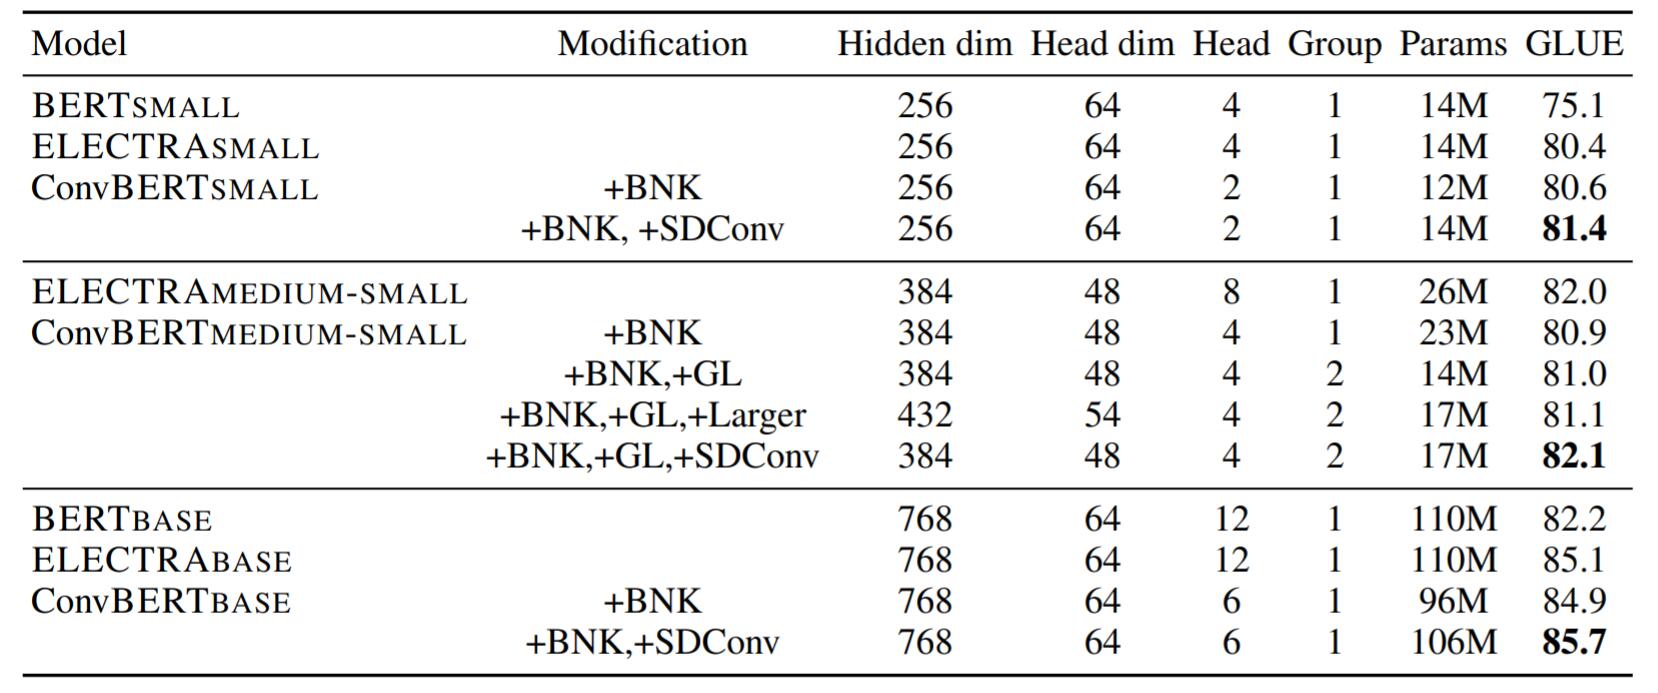 Model Modification Hidden dim Head dim Head Group Params GLUE
BERTSMALL 256 64 4 1 14M 75.1
ELECTRASMALL 256 64 4 1 14M 80.4
ConvBERTSMALL +BNK 256 64 2 1 12M 80.6
+BNK, +SDConv 256 64 2 1 14M 81.4
ELECTRAMEDIUM-SMALL 384 48 8 1 26M 82.0
ConvBERTMEDIUM-SMALL +BNK 384 48 4 1 23M 80.9
+BNK,+GL 384 48 4 2 14M 81.0
+BNK,+GL,+Larger 432 54 4 2 17M 81.1
+BNK,+GL,+SDConv 384 48 4 2 17M 82.1
BERTBASE 768 64 12 1 110M 82.2
ELECTRABASE 768 64 12 1 110M 85.1
ConvBERTBASE +BNK 768 64 6 1 96M 84.9
+BNK,+SDConv 768 64 6 1 106M 85.7